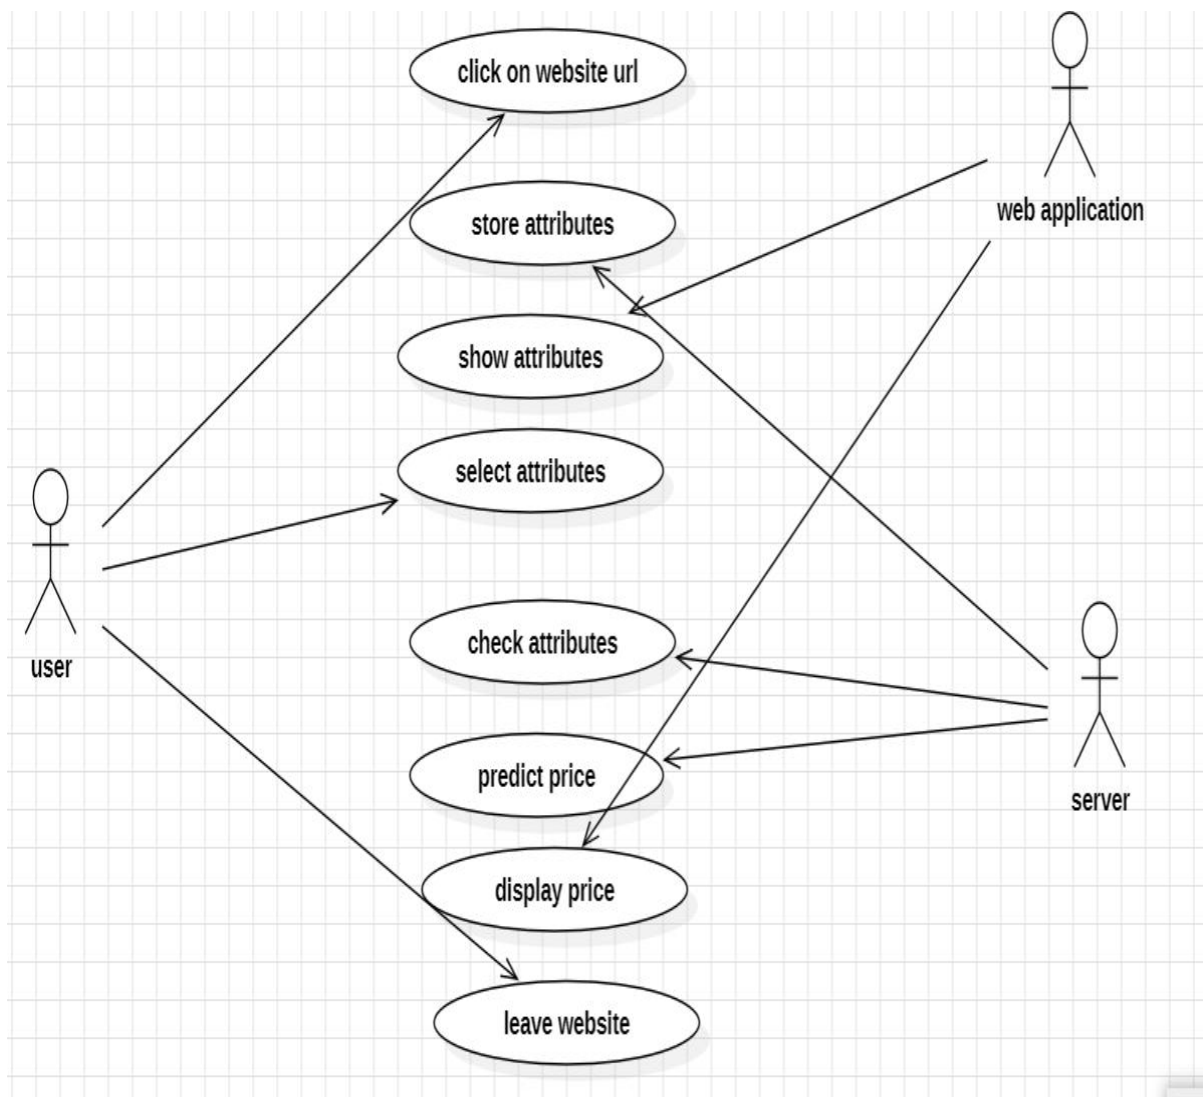 click on website url
web application
store attributes
show attributes
select attributes
user
check attributes
predict price
server
display price
leave website